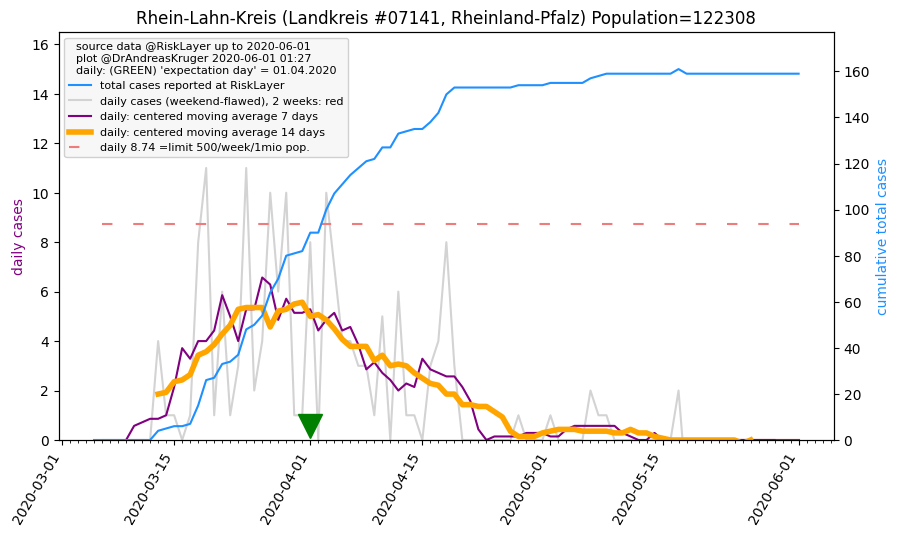 Rhein-Lahn-Kreis (Landkreis #07141, Rheinland-Pfalz) Population=122308
source data @RiskLayer up to 2020-06-01
plot @DrAndreasKruger 2020-06-01 01:27
daily: (GREEN) 'expectation day' = 01.04.2020
total cases reported at RiskLayer
daily cases (weekend-flawed), 2 weeks: red
daily: centered moving average 7 days
daily: centered moving average 14 days
daily 8.74 =limit 500/week/1mio pop.
daily cases
16
14
12
10
8
6
4
2
0
cumulative total cases
160
140
120
100
80
60
40
20
0
2020-03-01
2020-03-15
2020-04-01
2020-04-15
2020-05-01
2020-05-15
2020-06-01